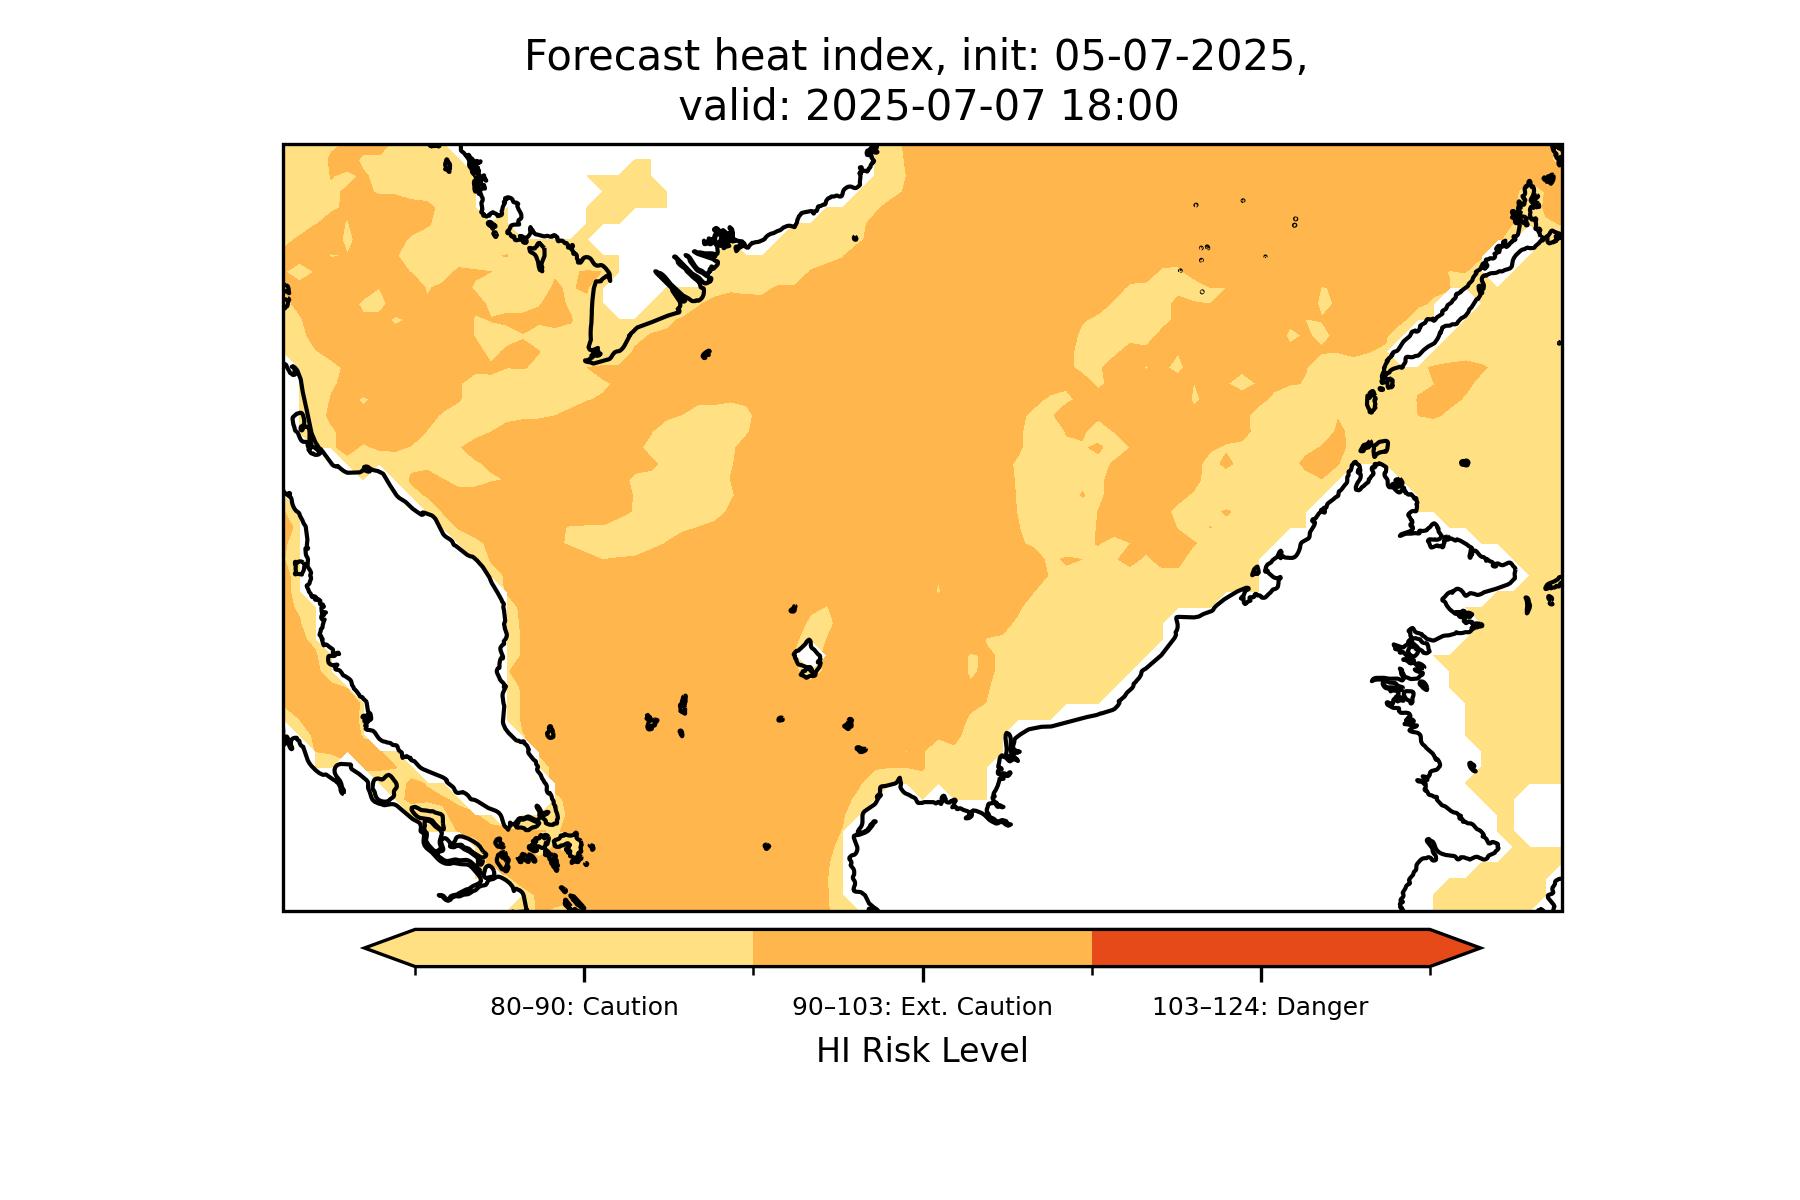 Forecast heat index, init: 05-07-2025,
valid: 2025-07-07 18:00
80–90: Caution
90–103: Ext. Caution
103–124: Danger
HI Risk Level